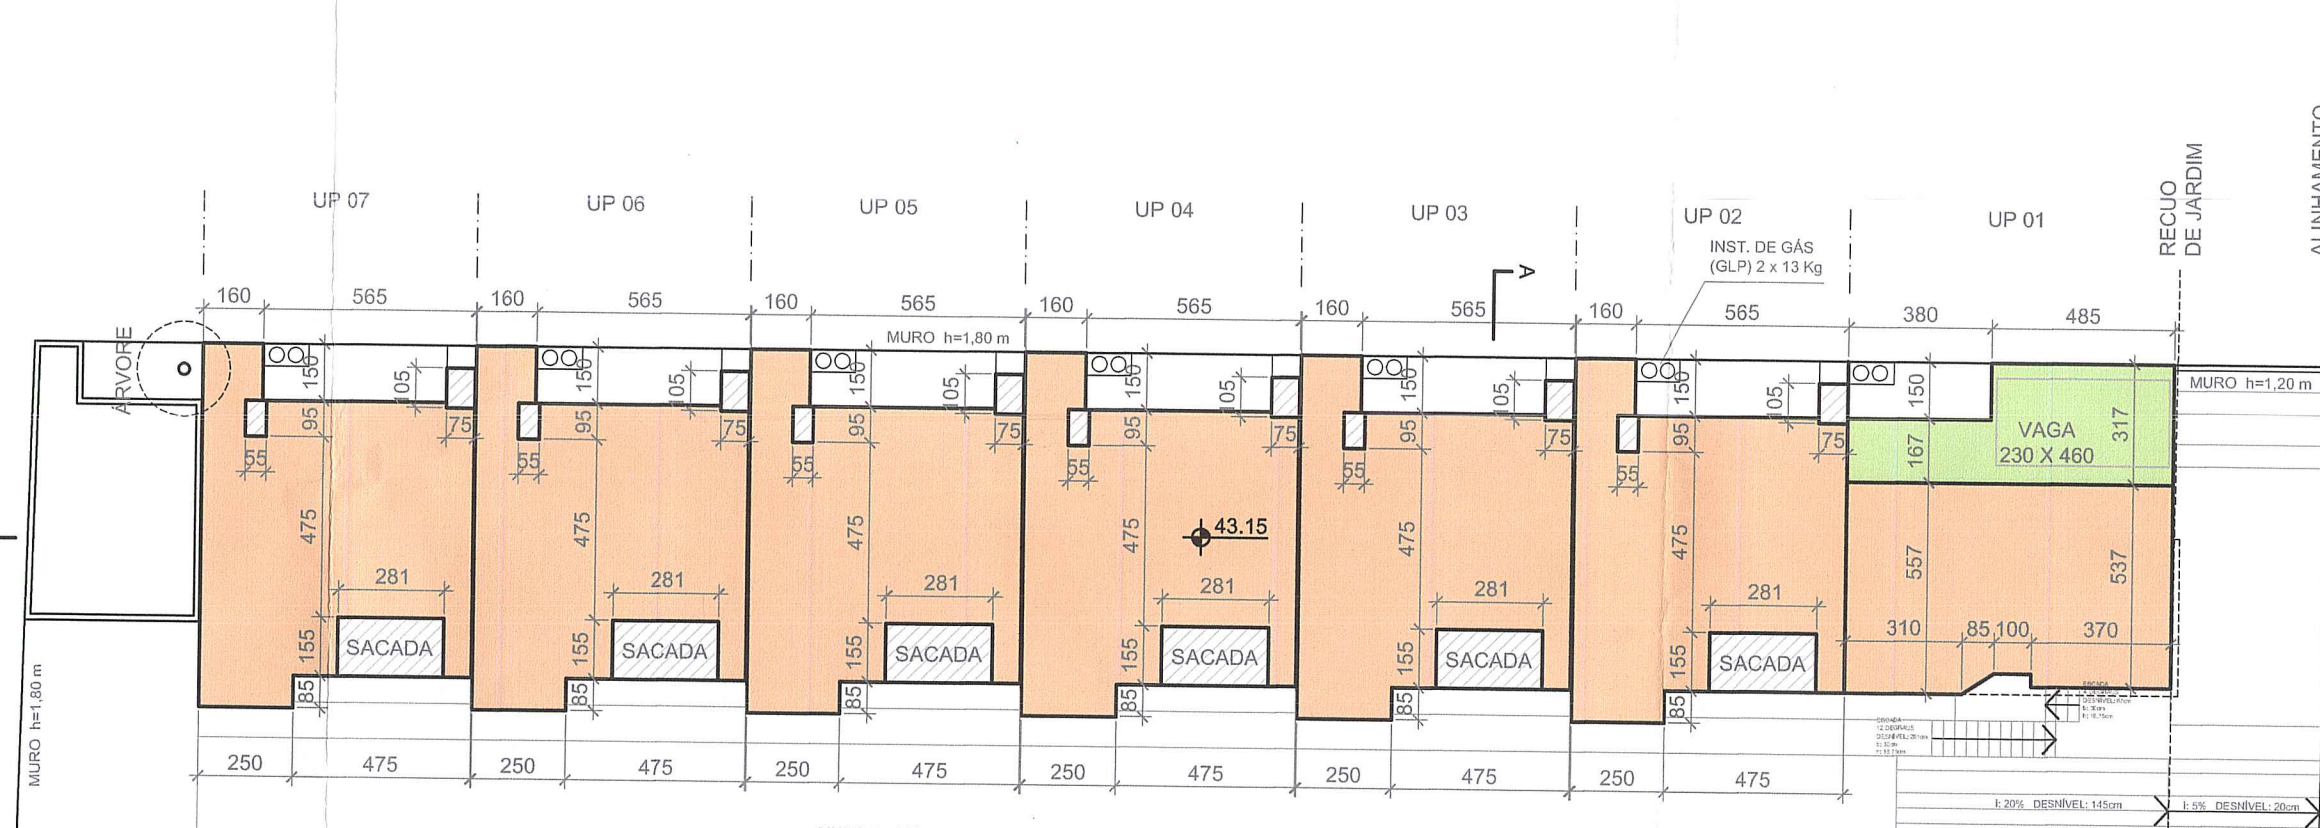 ALINHAMENTO
RECUO
DE JARDIM
UP 07
UP 06
UP 05
UP 04
UP 03
UP 02
UP 01
INST. DE GÁS
(GLP) 2 x 13 Kg
A
160 565 160 565 160 565 160 565 160 565 160 565 380 485
ÁRVORE
MURO h=1,80 m
MURO h=1,20 m
150 105 150 105 150 105 150 105 150 105 150 105 150
95 75 95 75 95 75 95 75 95 75 95 75 167 317
VAGA
230 X 460
55 55 55 55 55 55
475 475 475 475 475 475 557 537
43.15
281 281 281 281 281 281
310 85 100 370
155 155 155 155 155 155
SACADA SACADA SACADA SACADA SACADA SACADA
85 85 85 85 85 85
MURO h=1,80 m
ESCADA
12 DEGRAUS
250 475 250 475 250 475 250 475 250 475 250 475
I: 20% DESNÍVEL: 145cm
I: 5% DESNÍVEL: 20cm